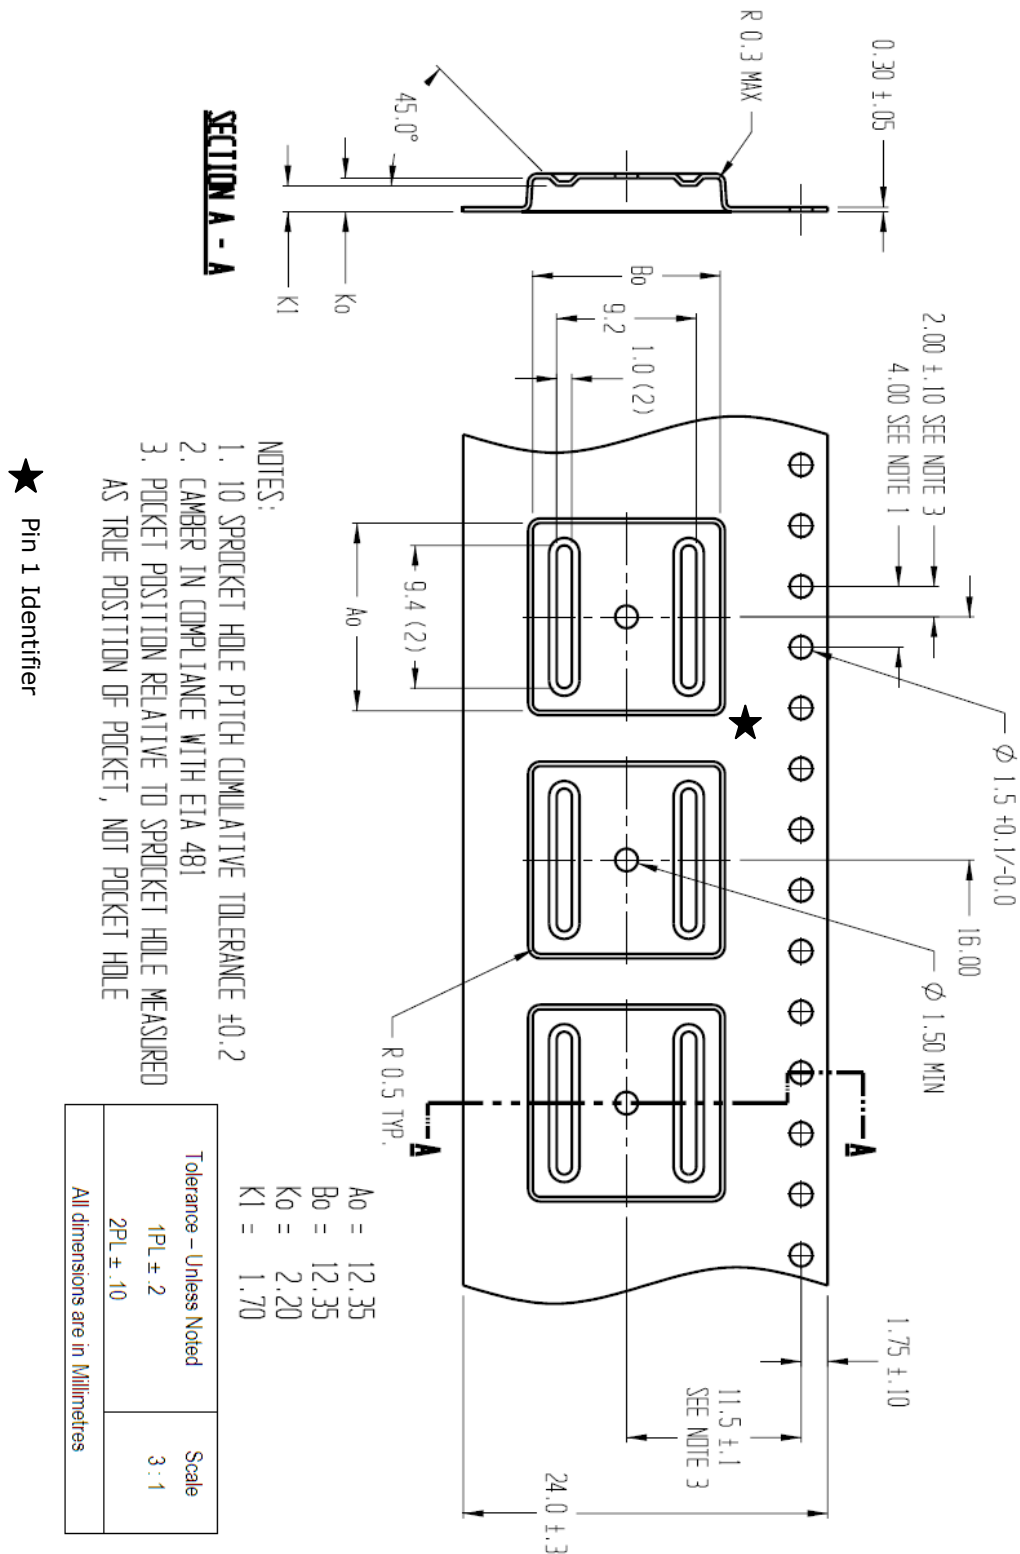 2.00 ±.10 SEE NOTE 3
4.00 SEE NOTE 1
0.30 ±.05
R 0.3 MAX
45.0°
K1
Ko
SECTION A - A
Ø 1.5 +0.1/-0.0
16.00
Ø 1.50 MIN
A
A
1.75 ±.10
11.5 ±.1
SEE NOTE 3
24.0 ±.3
Bo
9.2
1.0 (2)
9.4 (2)
Ao
R 0.5 TYP.
Ao = 12.35
Bo = 12.35
Ko = 2.20
K1 = 1.70
NOTES:
1. 10 SPROCKET HOLE PITCH CUMULATIVE TOLERANCE ±0.2
2. CAMBER IN COMPLIANCE WITH EIA 481
3. POCKET POSITION RELATIVE TO SPROCKET HOLE MEASURED
AS TRUE POSITION OF POCKET, NOT POCKET HOLE
Tolerance – Unless Noted
1PL ± .2
2PL ± .10
Scale
3 : 1
All dimensions are in Millimetres
★ Pin 1 Identifier